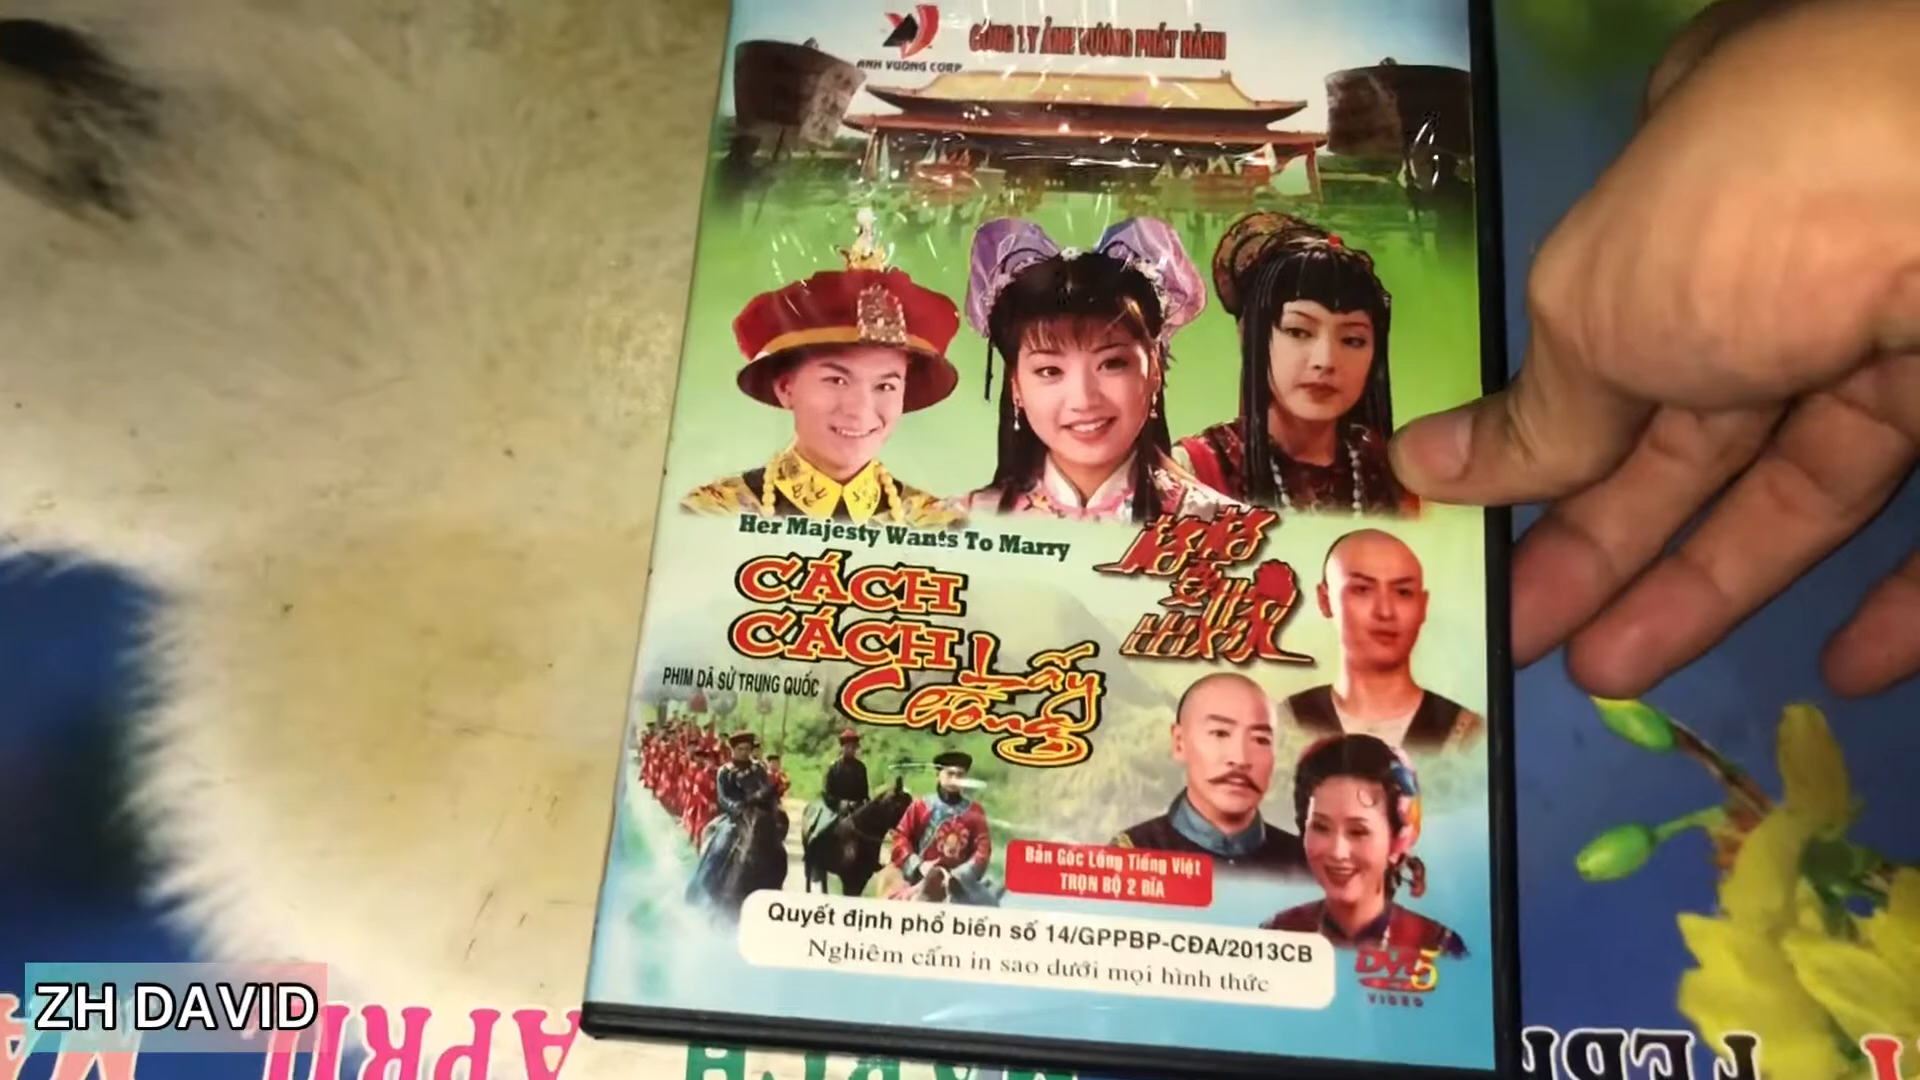 ANH VUONG CORP
CÔNG TY ẢNH VƯƠNG PHÁT HÀNH
Her Majesty Wants To Marry
格格要出嫁
CÁCH
CÁCH Lấy
Chồng
PHIM DÃ SỬ TRUNG QUỐC
Bản Gốc Lồng Tiếng Việt
TRỌN BỘ 2 ĐĨA
Quyết định phổ biến số 14/GPPBP-CĐA/2013CB
Nghiêm cấm in sao dưới mọi hình thức
VIDEO
ZH DAVID
APRIL